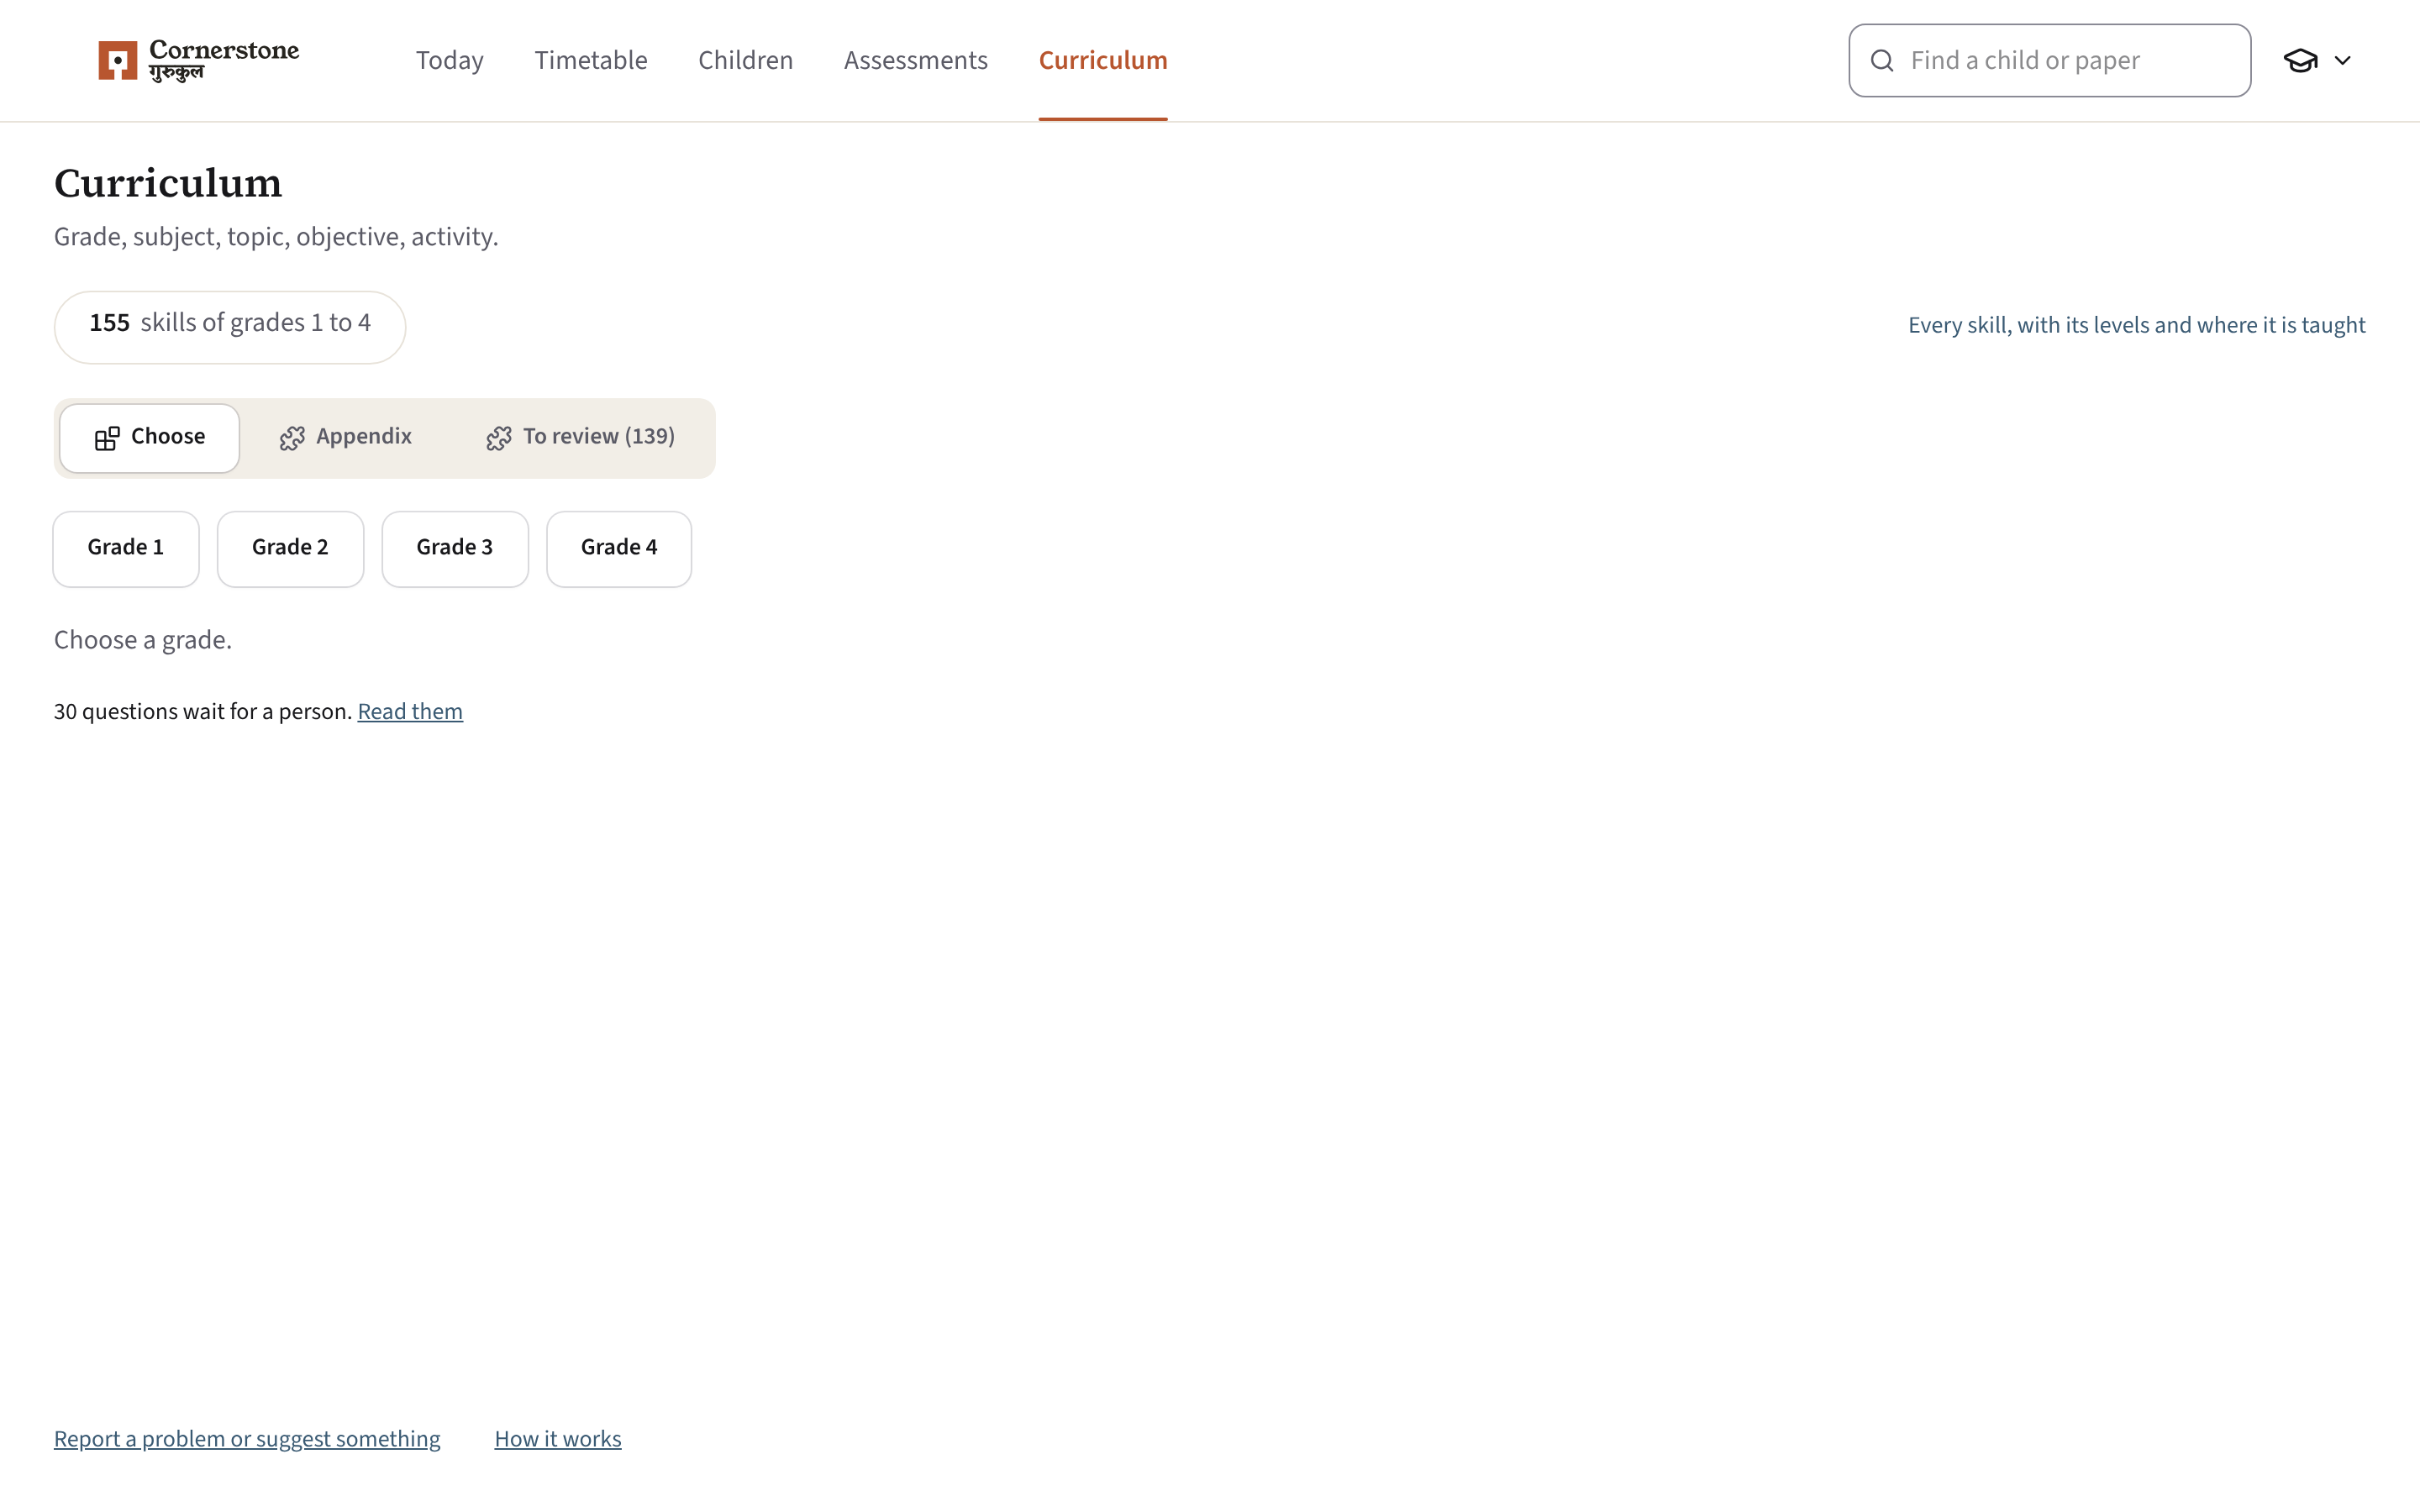 Cornerstone
गुरुकुल
Today
Timetable
Children
Assessments
Curriculum
Find a child or paper
Curriculum
Grade, subject, topic, objective, activity.
155 skills of grades 1 to 4
Every skill, with its levels and where it is taught
Choose
Appendix
To review (139)
Grade 1
Grade 2
Grade 3
Grade 4
Choose a grade.
30 questions wait for a person. Read them
Report a problem or suggest something
How it works